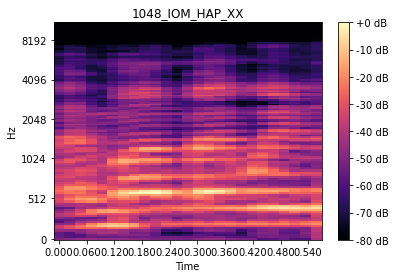 1048_IOM_HAP_XX
+0 dB
8192
-10 dB
4096
-20 dB
-30 dB
2048
Hz
-40 dB
1024
-50 dB
512
-60 dB
-70 dB
0
-80 dB
0.0000.0600.1200.1800.2400.3000.3600.4200.4800.540
Time